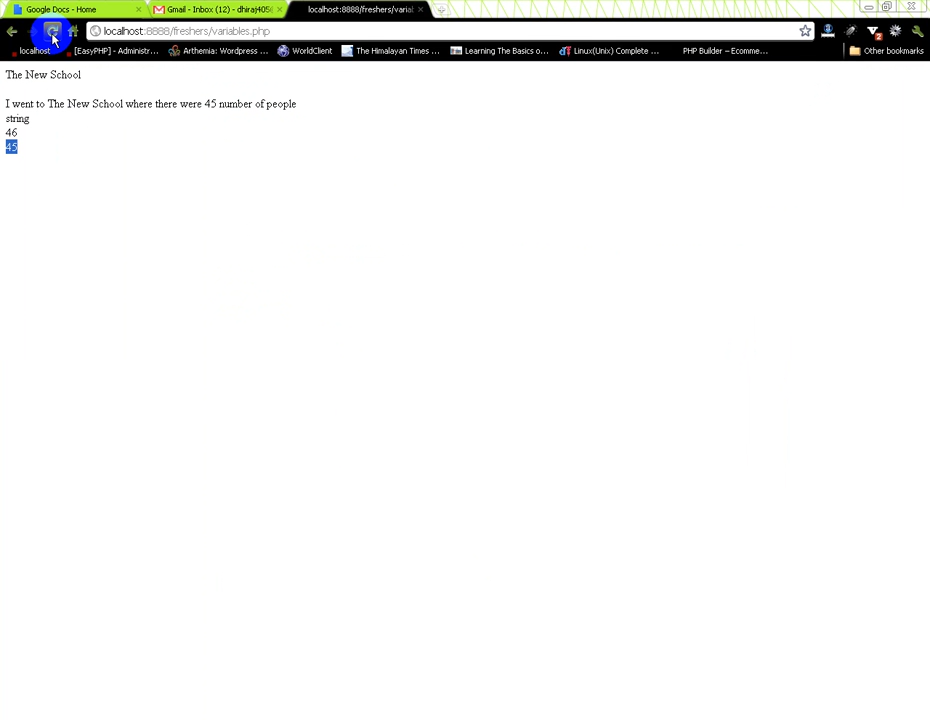 Google Docs - Home
Gmail - Inbox (12) - dhiraj405
localhost:8888/freshers/varial
localhost:8888/freshers/variables.php
localhost
[EasyPHP] - Administr...
Arthemia: Wordpress ...
WorldClient
The Himalayan Times ...
Learning The Basics o...
Linux(Unix) Complete ...
PHP Builder – Ecomme...
Other bookmarks
The New School
I went to The New School where there were 45 number of people
string
46
45